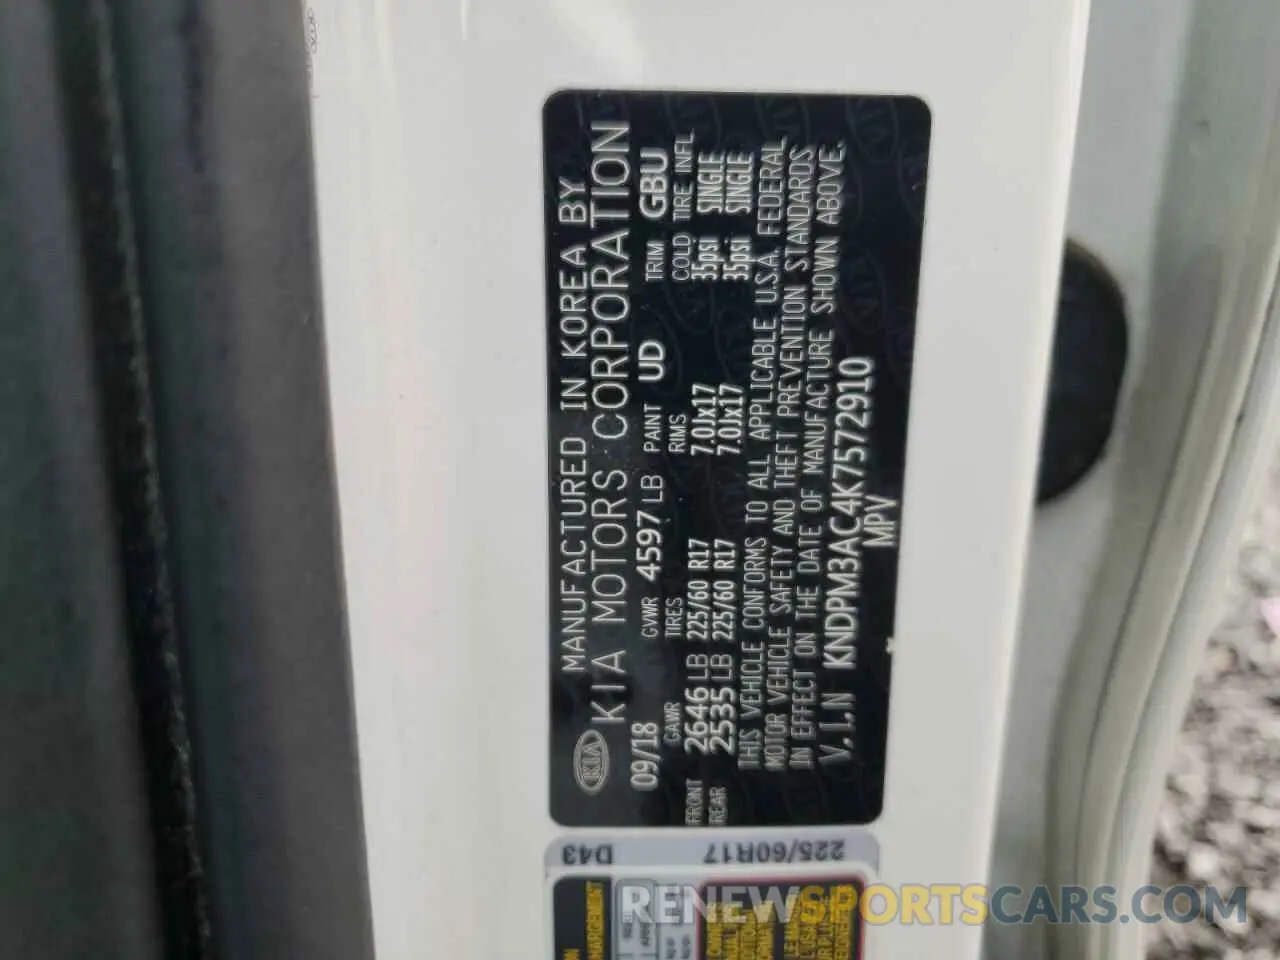 KIA
MANUFACTURED IN KOREA BY
KIA MOTORS CORPORATION
09/18 GVWR 4597 LB PAINT UD TRIM GBU
GAWR TIRES RIMS COLD TIRE INFL
FRONT 2646 LB 225/60 R17 7.0Jx17 35psi SINGLE
REAR 2535 LB 225/60 R17 7.0Jx17 35psi SINGLE
THIS VEHICLE CONFORMS TO ALL APPLICABLE U.S.A. FEDERAL
MOTOR VEHICLE SAFETY AND THEFT PREVENTION STANDARDS
IN EFFECT ON THE DATE OF MANUFACTURE SHOWN ABOVE.
V.I.N KNDPM3AC4K7572910
MPV
D43 225/60R17
RENEWSPORTSCARS.COM